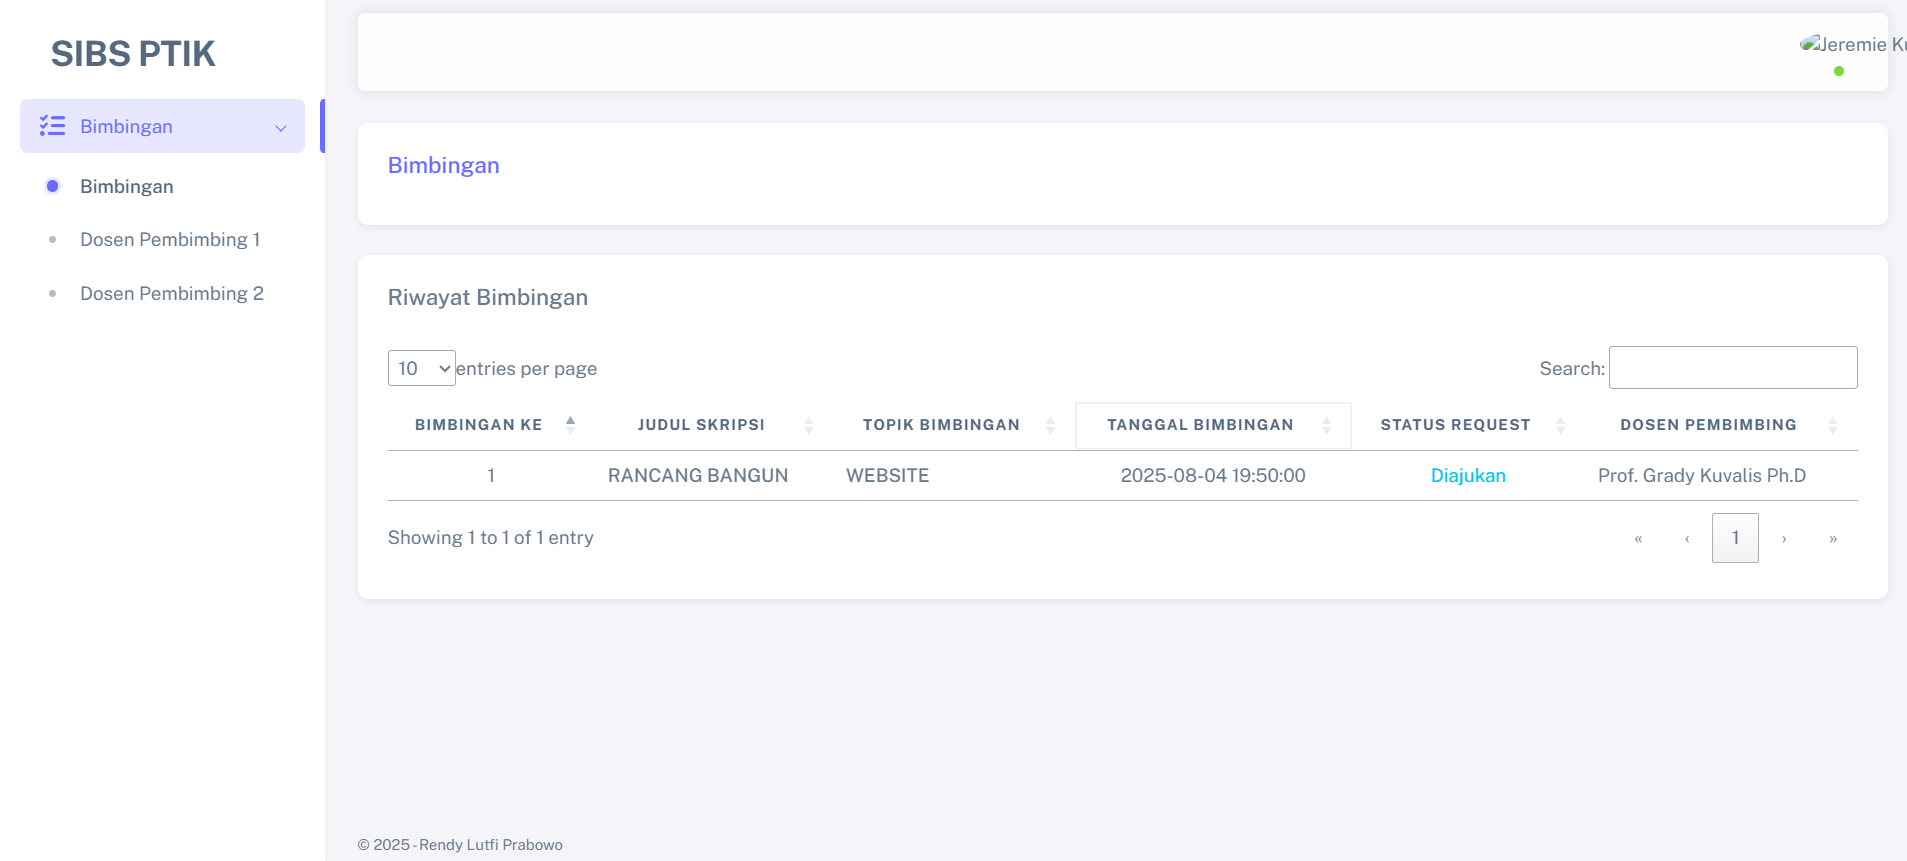 SIBS PTIK
Bimbingan
Bimbingan
Dosen Pembimbing 1
Dosen Pembimbing 2
Jeremie Ku
Bimbingan
Riwayat Bimbingan
10 entries per page
Search:
BIMBINGAN KE JUDUL SKRIPSI TOPIK BIMBINGAN TANGGAL BIMBINGAN STATUS REQUEST DOSEN PEMBIMBING
1 RANCANG BANGUN WEBSITE 2025-08-04 19:50:00 Diajukan Prof. Grady Kuvalis Ph.D
Showing 1 to 1 of 1 entry
« ‹ 1 › »
© 2025 - Rendy Lutfi Prabowo